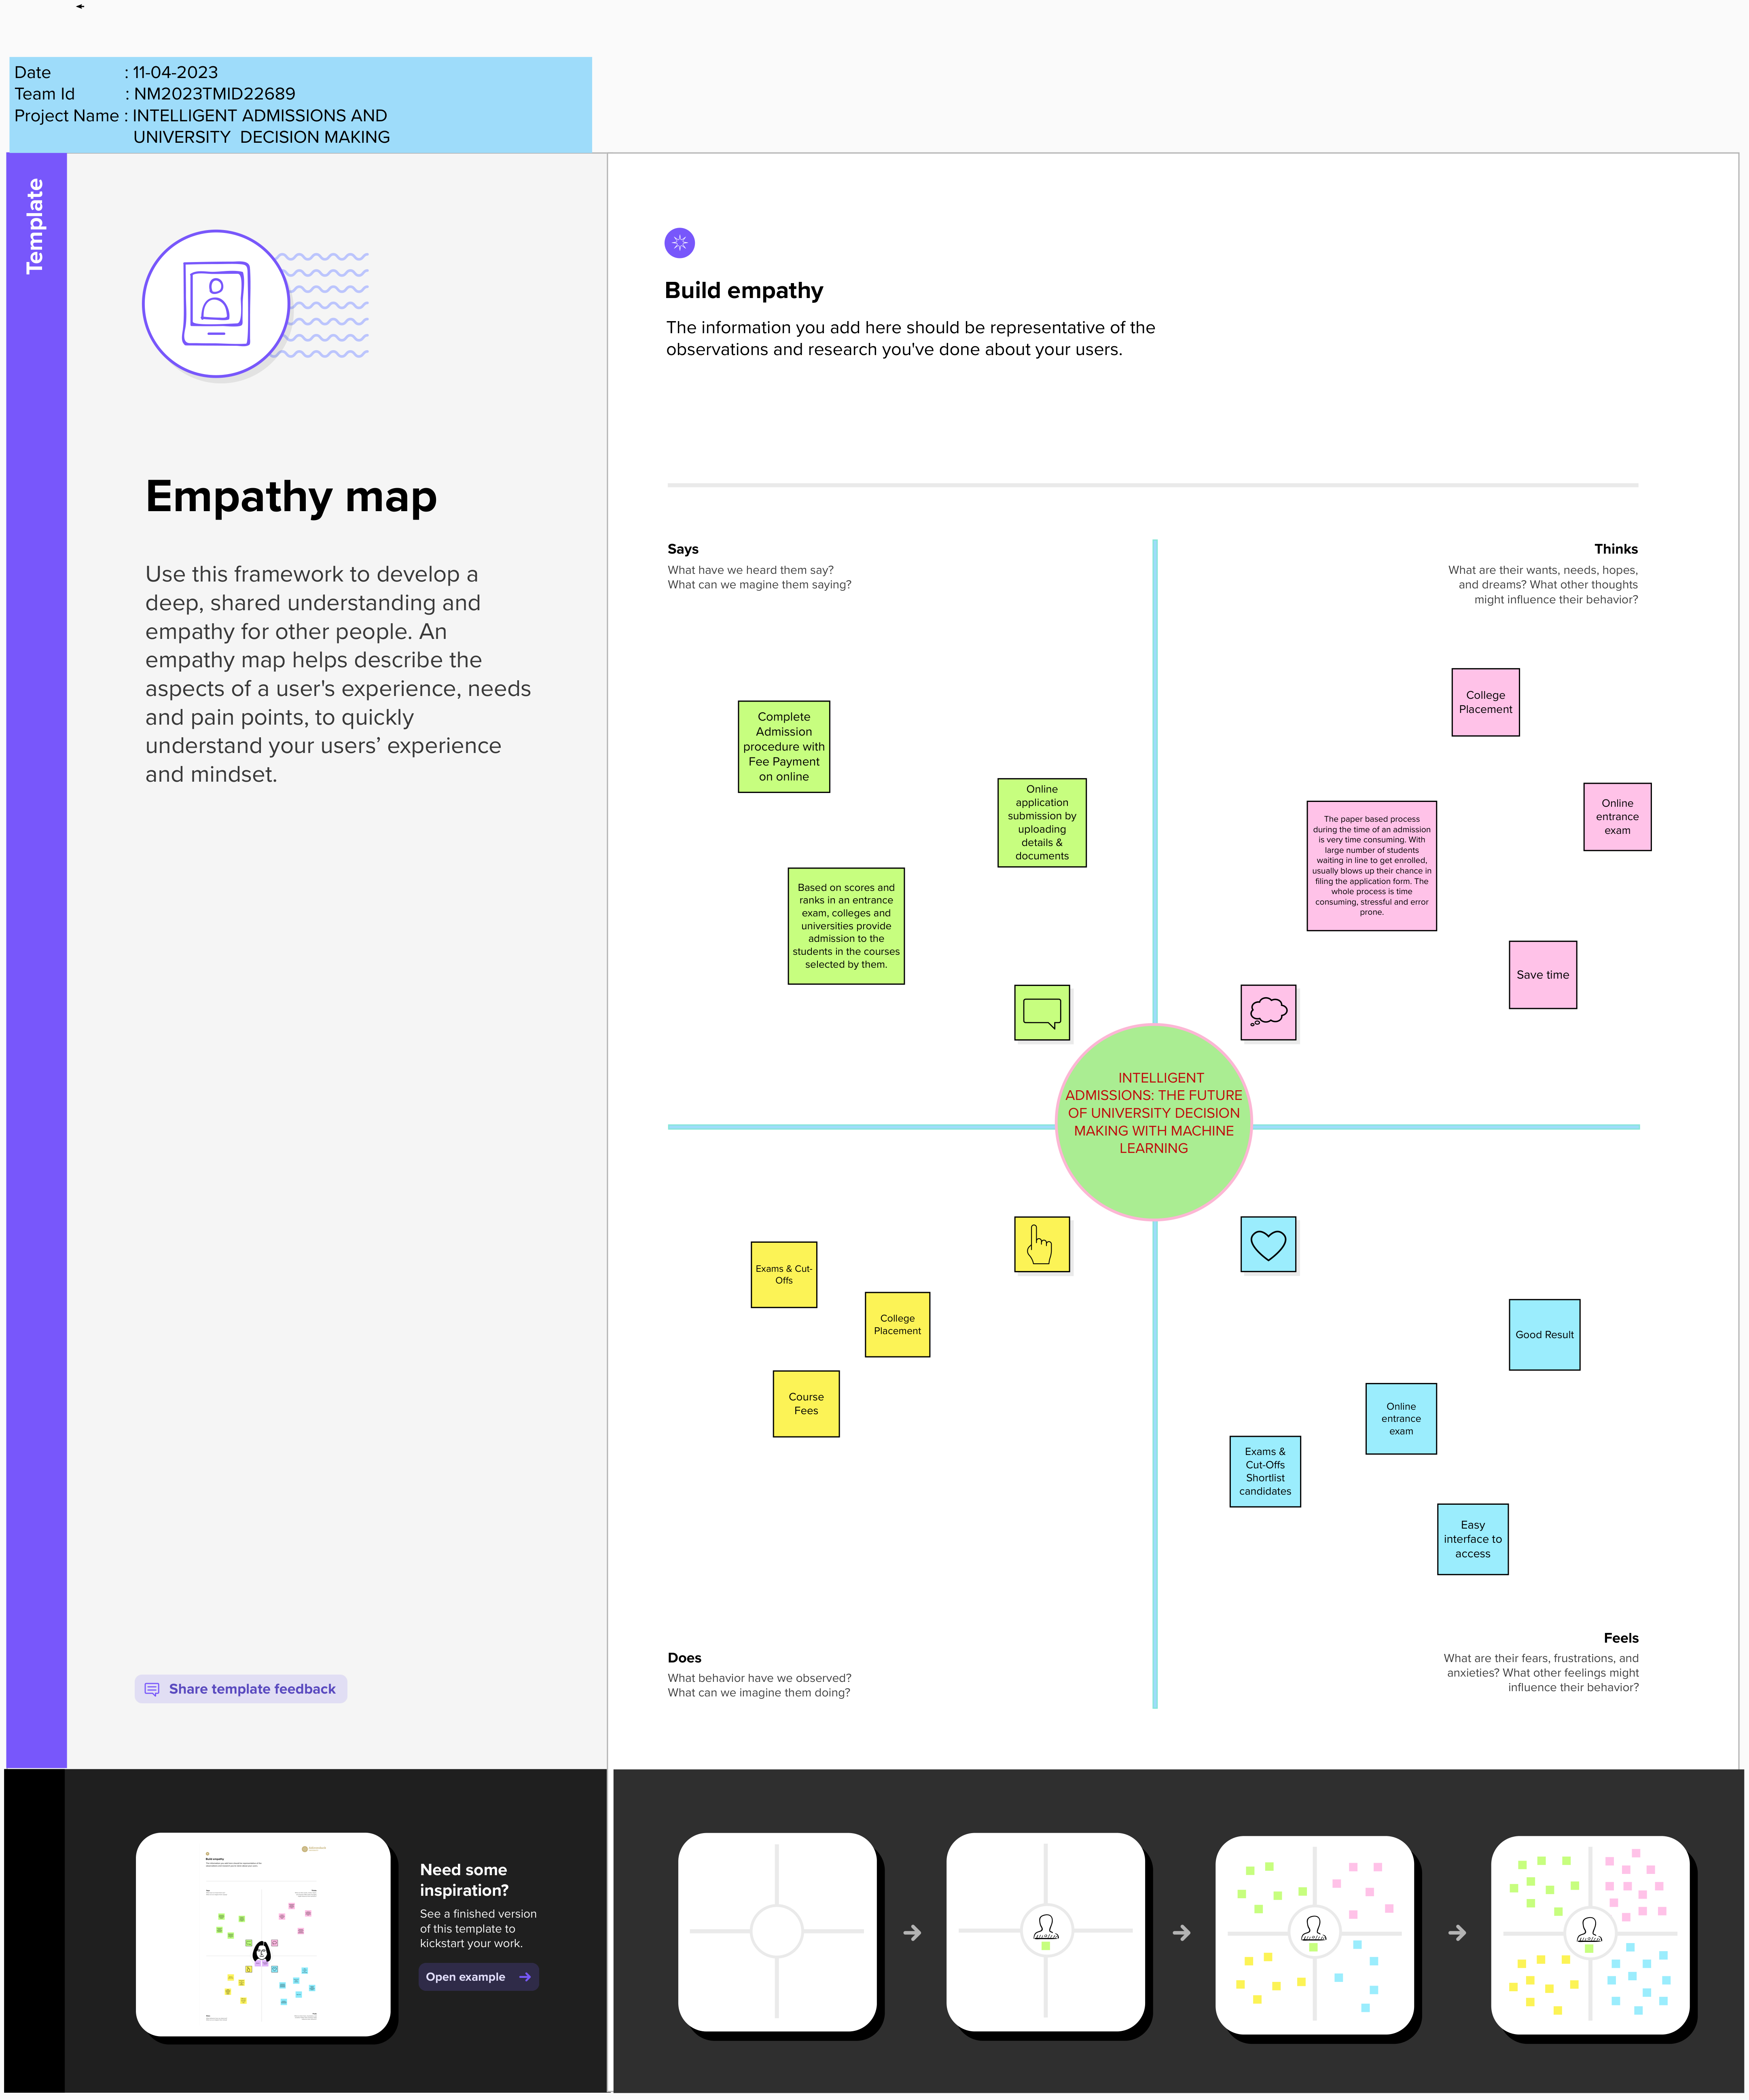 Date : 11-04-2023
Team Id : NM2023TMID22689
Project Name : INTELLIGENT ADMISSIONS AND
UNIVERSITY DECISION MAKING
Template
Empathy map
Use this framework to develop a
deep, shared understanding and
empathy for other people. An
empathy map helps describe the
aspects of a user's experience, needs
and pain points, to quickly
understand your users' experience
and mindset.
Share template feedback
Build empathy
The information you add here should be representative of the
observations and research you've done about your users.
Says
What have we heard them say?
What can we magine them saying?
Thinks
What are their wants, needs, hopes,
and dreams? What other thoughts
might influence their behavior?
Complete
Admission
procedure with
Fee Payment
on online
Online
application
submission by
uploading
details &
documents
Based on scores and
ranks in an entrance
exam, colleges and
universities provide
admission to the
students in the courses
selected by them.
College
Placement
Online
entrance
exam
The paper based process
during the time of an admission
is very time consuming. With
large number of students
waiting in line to get enrolled,
usually blows up their chance in
filing the application form. The
whole process is time
consuming, stressful and error
prone.
Save time
INTELLIGENT
ADMISSIONS: THE FUTURE
OF UNIVERSITY DECISION
MAKING WITH MACHINE
LEARNING
Exams & Cut-
Offs
College
Placement
Course
Fees
Good Result
Online
entrance
exam
Exams &
Cut-Offs
Shortlist
candidates
Easy
interface to
access
Does
What behavior have we observed?
What can we imagine them doing?
Feels
What are their fears, frustrations, and
anxieties? What other feelings might
influence their behavior?
Need some
inspiration?
See a finished version
of this template to
kickstart your work.
Open example